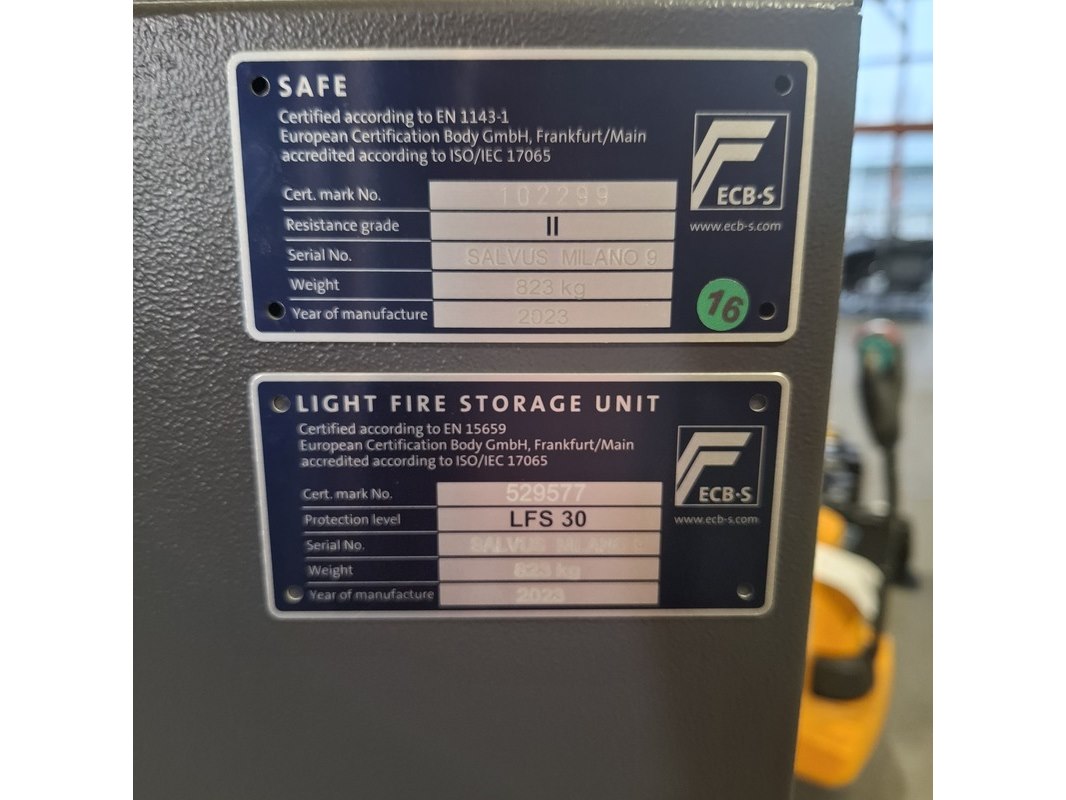 SAFE
Certified according to EN 1143-1
European Certification Body GmbH, Frankfurt/Main
accredited according to ISO/IEC 17065
ECB·S
www.ecb-s.com
Cert. mark No. 102299
Resistance grade II
Serial No. SALVUS MILANO 9
Weight 823 kg
Year of manufacture 2023
16
LIGHT FIRE STORAGE UNIT
Certified according to EN 15659
European Certification Body GmbH, Frankfurt/Main
accredited according to ISO/IEC 17065
ECB·S
www.ecb-s.com
Cert. mark No. 529577
Protection level LFS 30
Serial No. SALVUS MILANO
Weight 823 kg
Year of manufacture 2023